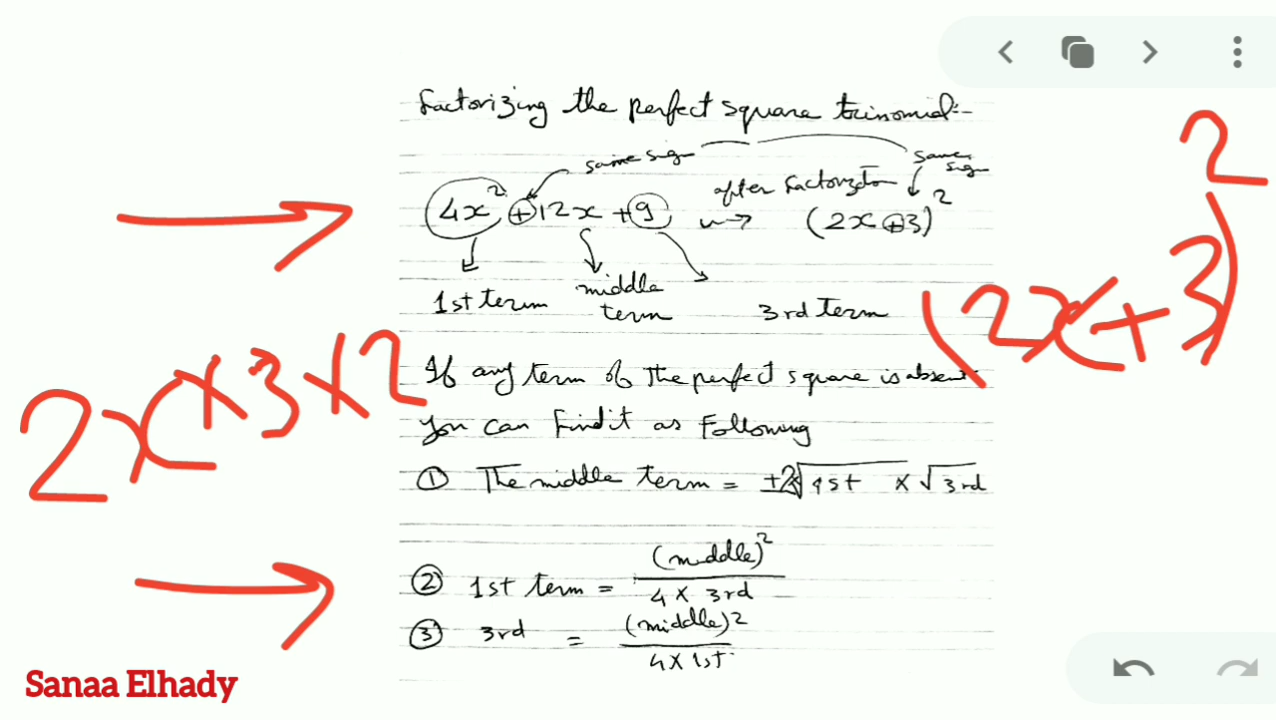 Factorizing the perfect square trinomial:-
same sign
same sign
4x² + 12x + 9
after Factorization
(2x+3)²
1st term
middle term
3rd term
2
(2x+3)
2x × 3 × 2
If any term of the perfect square is absent
you can find it as Following
① The middle term = ±2√1st × √3rd
② 1st term = (middle)² / 4 × 3rd
③ 3rd = (middle)² / 4 × 1st
Sanaa Elhady